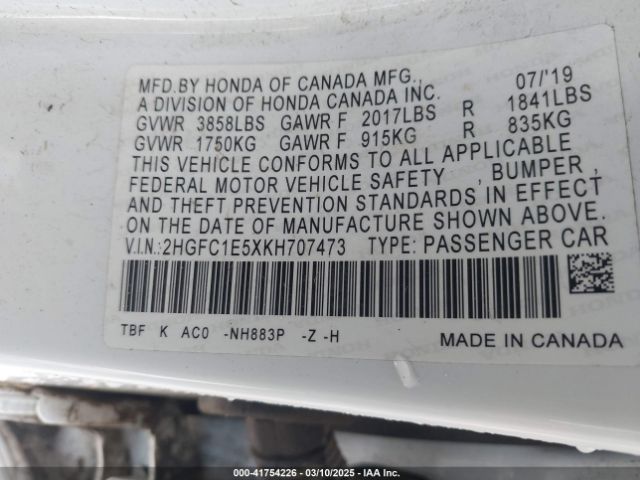 MFD.BY HONDA OF CANADA MFG., 07/'19
A DIVISION OF HONDA CANADA INC.
GVWR 3858LBS GAWR F 2017LBS R 1841LBS
GVWR 1750KG GAWR F 915KG R 835KG
THIS VEHICLE CONFORMS TO ALL APPLICABLE
FEDERAL MOTOR VEHICLE SAFETY , BUMPER,
AND THEFT PREVENTION STANDARDS IN EFFECT
ON THE DATE OF MANUFACTURE SHOWN ABOVE.
V.I.N.:2HGFC1E5XKH707473 TYPE: PASSENGER CAR
TBF K AC0 -NH883P -Z -H MADE IN CANADA
000-41754226 - 03/10/2025 - IAA Inc.